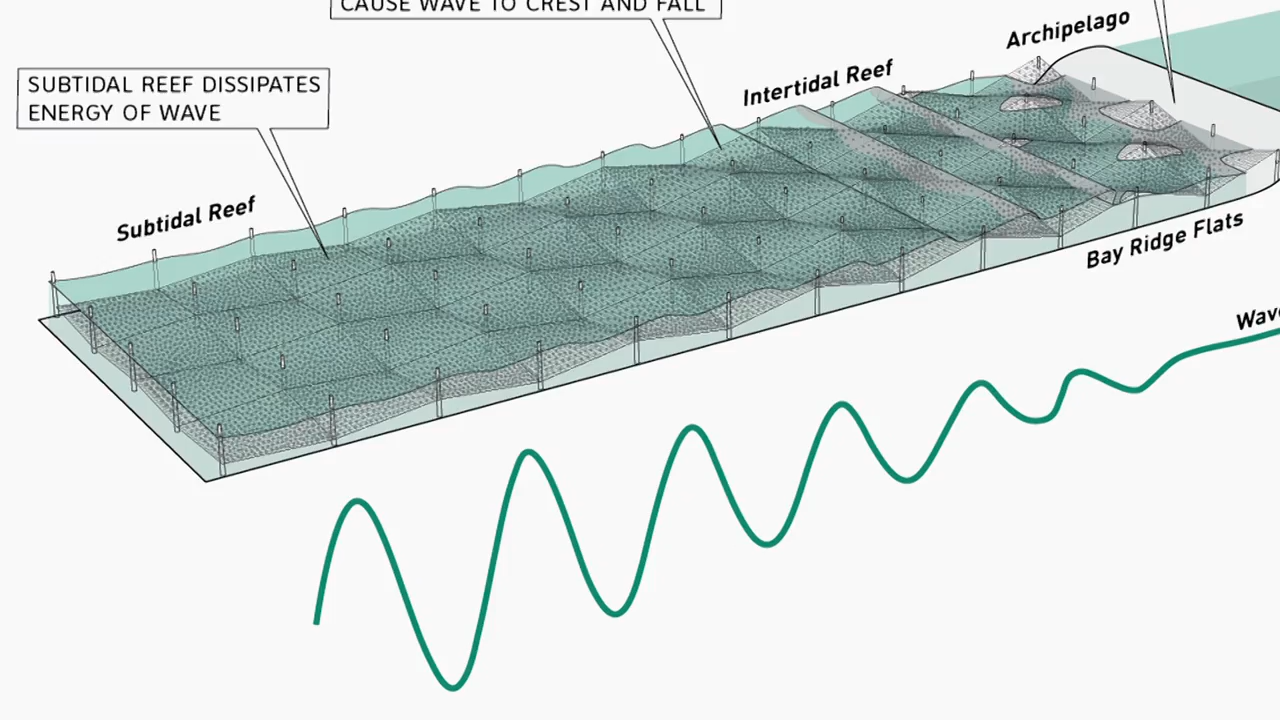 CAUSE WAVE TO CREST AND FALL
Archipelago
Intertidal Reef
SUBTIDAL REEF DISSIPATES
ENERGY OF WAVE
Subtidal Reef
Bay Ridge Flats